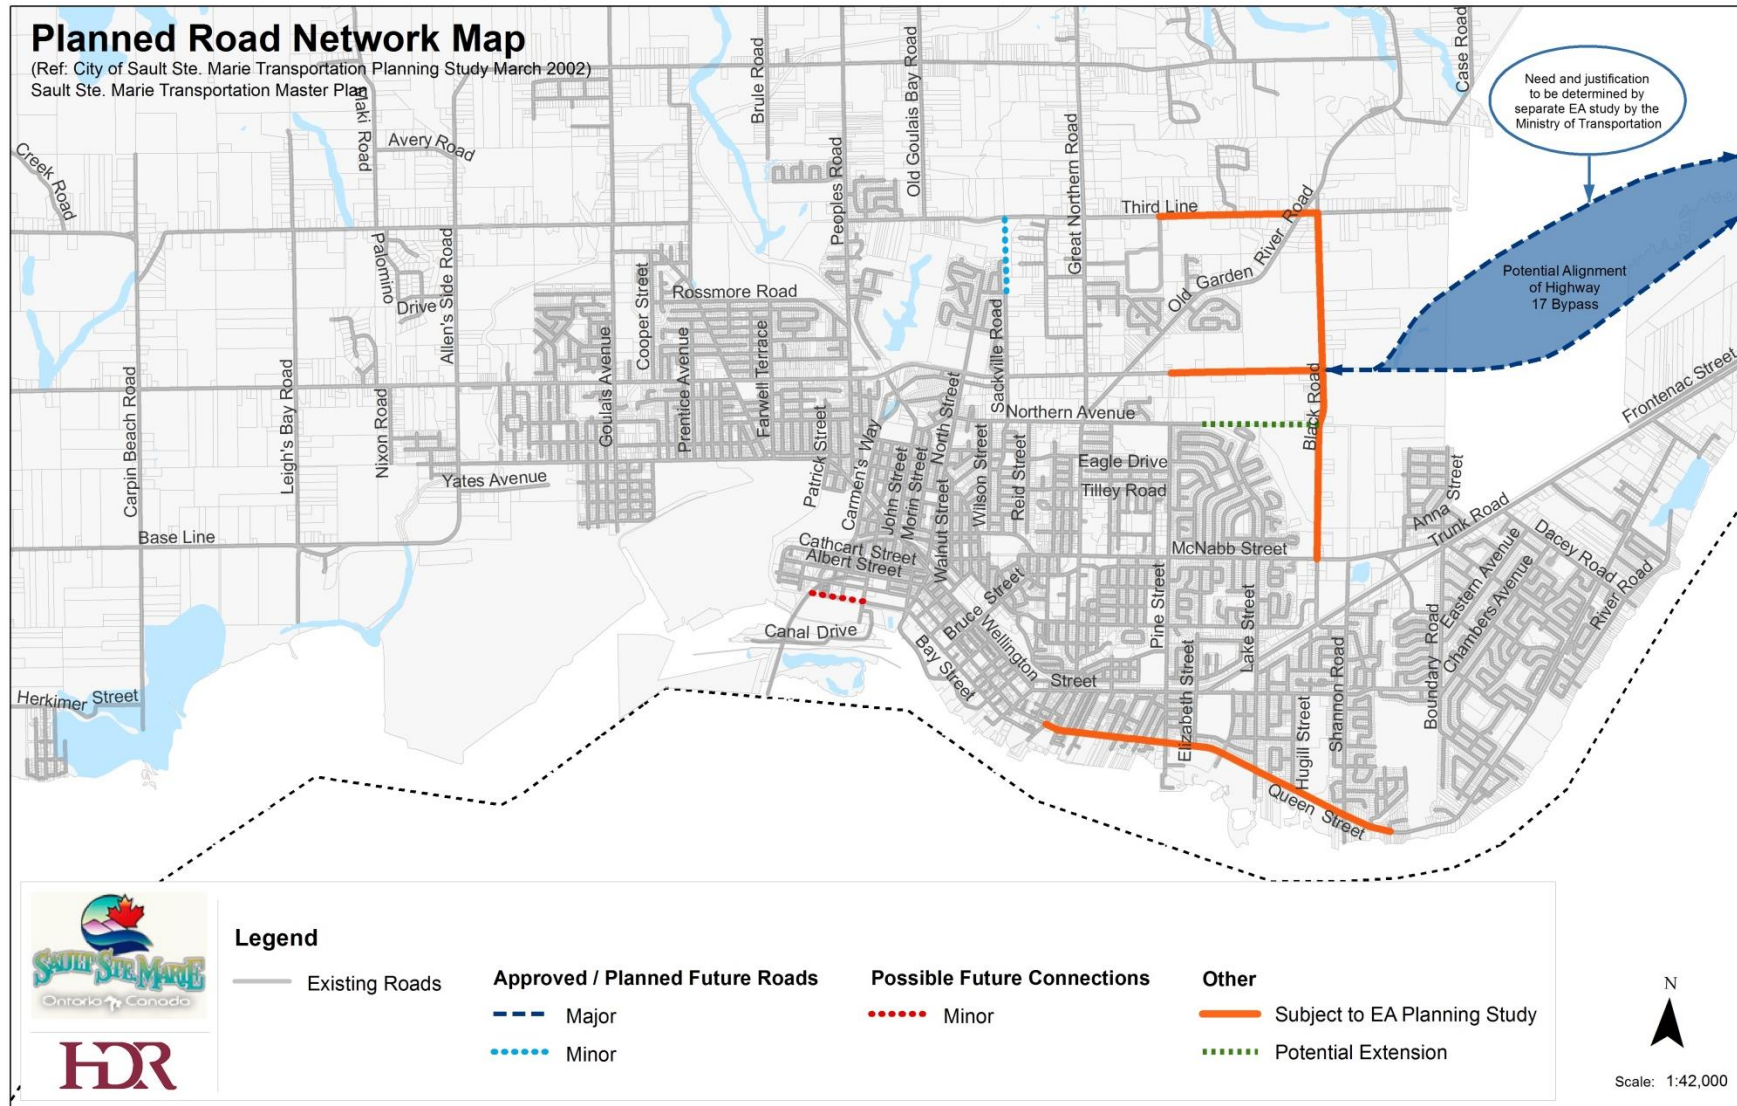 Planned Road Network Map
(Ref: City of Sault Ste. Marie Transportation Planning Study March 2002)
Sault Ste. Marie Transportation Master Plan
Creek Road
Avery Road
Brule Road
Peoples Road
Old Goulais Bay Road
Great Northern Road
Case Road
Need and justification
to be determined by
separate EA study by the
Ministry of Transportation
Third Line
Old Garden River Road
Potential Alignment
of Highway
17 Bypass
Palomino
Drive
Allen's Side Road
Cooper Street
Rossmore Road
Sackville Road
Carpin Beach Road
Leigh's Bay Road
Nixon Road
Goulais Avenue
Prentice Avenue
Farwell Terrace
Patrick Street
Carmen's Way
John Street
Morin Street
North Street
Walnut Street
Wilson Street
Reid Street
Northern Avenue
Black Road
Frontenac Street
Eagle Drive
Tilley Road
Yates Avenue
Base Line
Cathcart Street
Albert Street
McNabb Street
Anna Street
Trunk Road
Eastern Avenue
Chambers Avenue
Dacey Road
River Road
Canal Drive
Bruce Street
Wellington
Street
Bay Street
Pine Street
Elizabeth Street
Lake Street
Hugill Street
Shannon Road
Boundary Road
Queen Street
Herkimer Street
SAULT STE. MARIE
Ontario Canada
HDR
Legend
Existing Roads
Approved / Planned Future Roads
Major
Minor
Possible Future Connections
Minor
Other
Subject to EA Planning Study
Potential Extension
N
Scale: 1:42,000